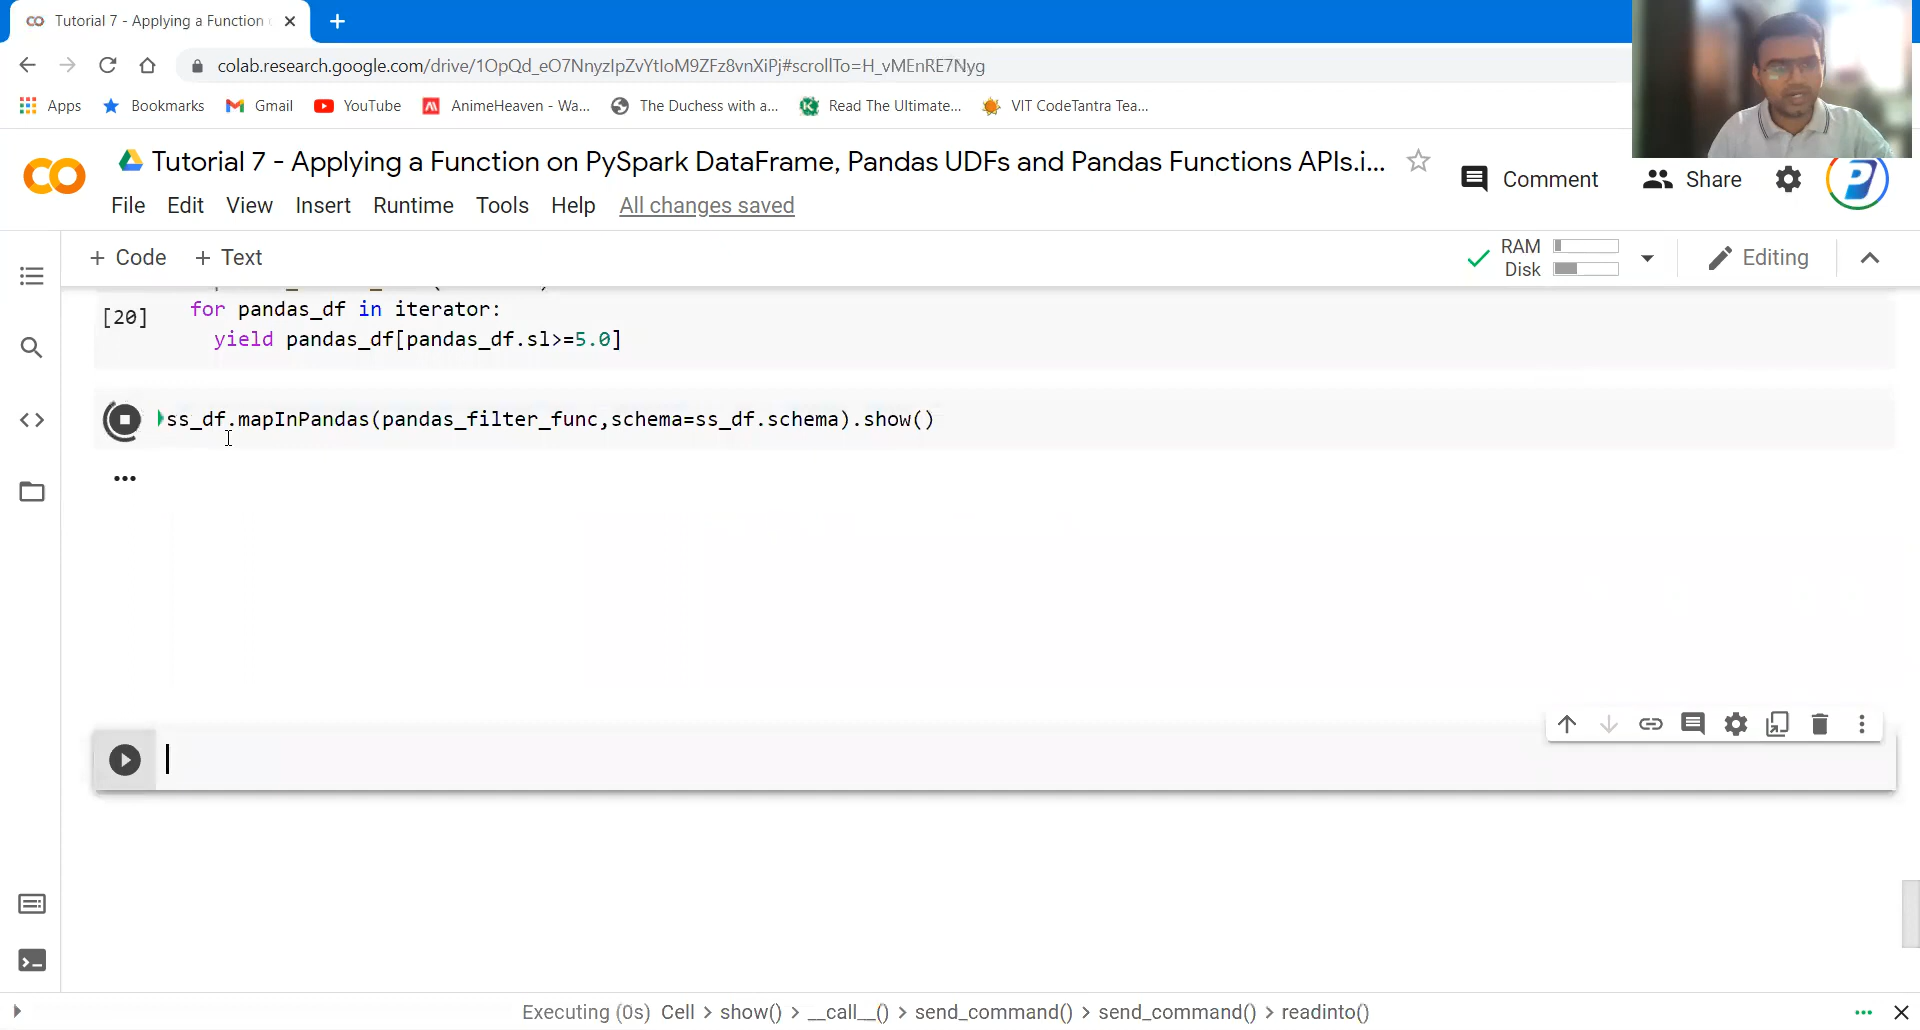 Tutorial 7 - Applying a Function
colab.research.google.com/drive/1OpQd_eO7NnyzIpZvYtIoM9ZFz8vnXiPj#scrollTo=H_vMEnRE7Nyg
Apps Bookmarks Gmail YouTube AnimeHeaven - Wa... The Duchess with a... Read The Ultimate... VIT CodeTantra Tea...
Tutorial 7 - Applying a Function on PySpark DataFrame, Pandas UDFs and Pandas Functions APIs.i...
Comment Share
File Edit View Insert Runtime Tools Help All changes saved
+ Code + Text
RAM
Disk
Editing
[20]
for pandas_df in iterator:
yield pandas_df[pandas_df.sl>=5.0]
ss_df.mapInPandas(pandas_filter_func,schema=ss_df.schema).show()
Executing (0s) Cell > show() > __call__() > send_command() > send_command() > readinto()